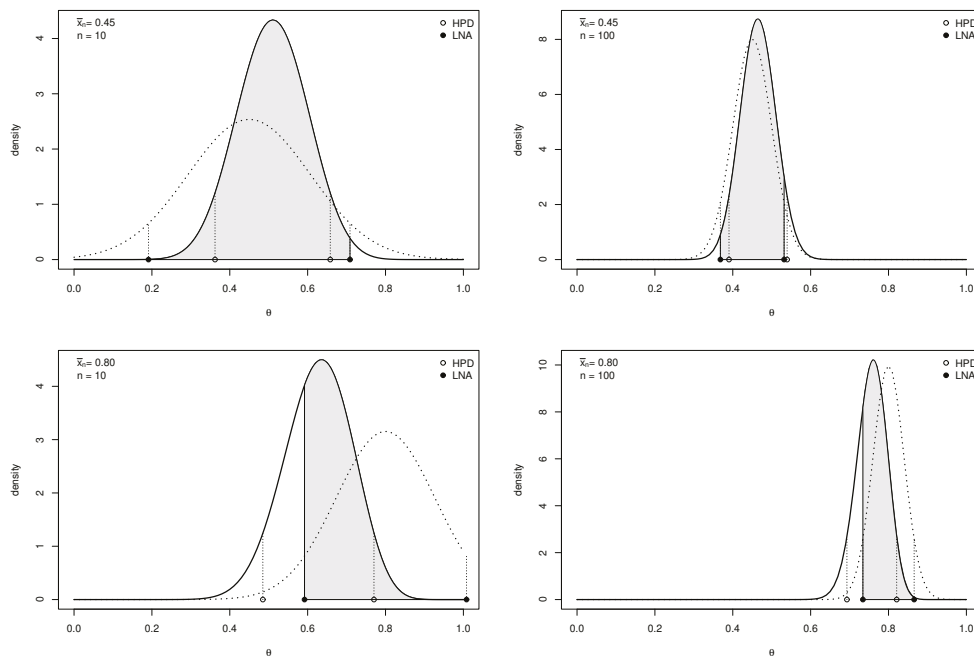 x̄ₙ= 0.45
n = 10
HPD
LNA
density
0
1
2
3
4
0.0 0.2 0.4 0.6 0.8 1.0
θ
x̄ₙ= 0.45
n = 100
HPD
LNA
density
0
2
4
6
8
0.0 0.2 0.4 0.6 0.8 1.0
θ
x̄ₙ= 0.80
n = 10
HPD
LNA
density
0
1
2
3
4
0.0 0.2 0.4 0.6 0.8 1.0
θ
x̄ₙ= 0.80
n = 100
HPD
LNA
density
0
2
4
6
8
10
0.0 0.2 0.4 0.6 0.8 1.0
θ